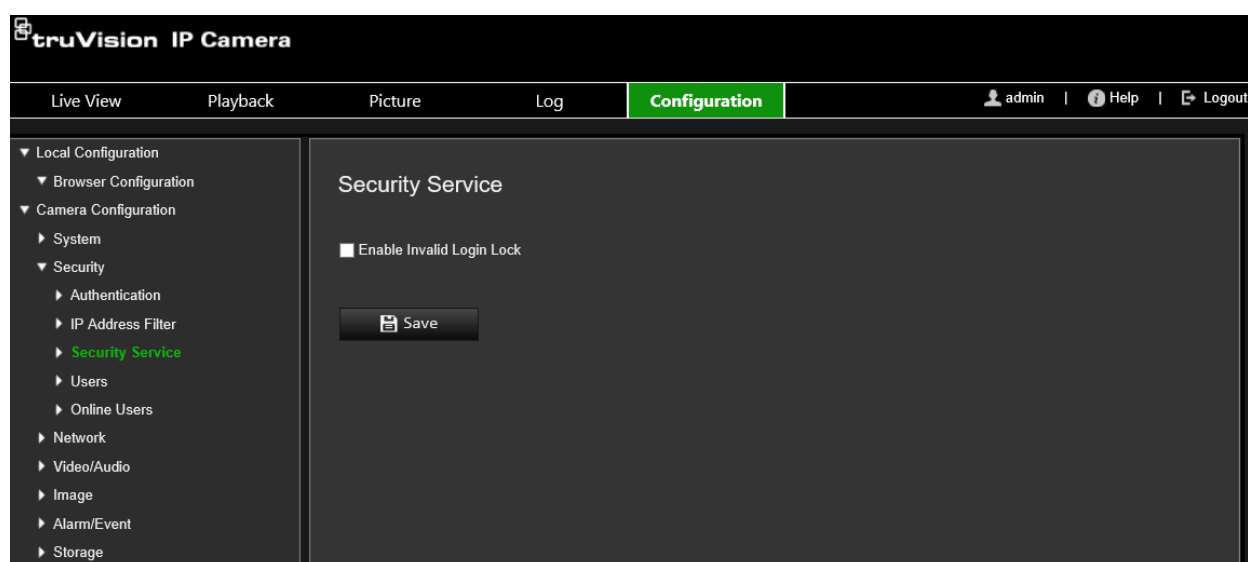 truVision IP Camera
Live View Playback Picture Log Configuration admin | Help | Logout
Local Configuration
Browser Configuration
Camera Configuration
System
Security
Authentication
IP Address Filter
Security Service
Users
Online Users
Network
Video/Audio
Image
Alarm/Event
Storage
Security Service
Enable Invalid Login Lock
Save